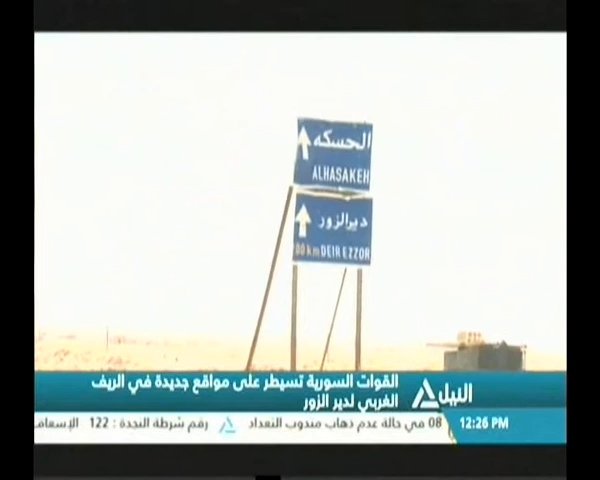 الحسكه
ALHASAKEH
ديرالزور
DEIR EZZOR
القوات السورية تسيطر على مواقع جديدة في الريف
الغربي لدير الزور
النيل
08 في حالة عدم ذهاب مندوب التعداد رقم شرطة النجدة : 122 الإسعاف
12:26 PM